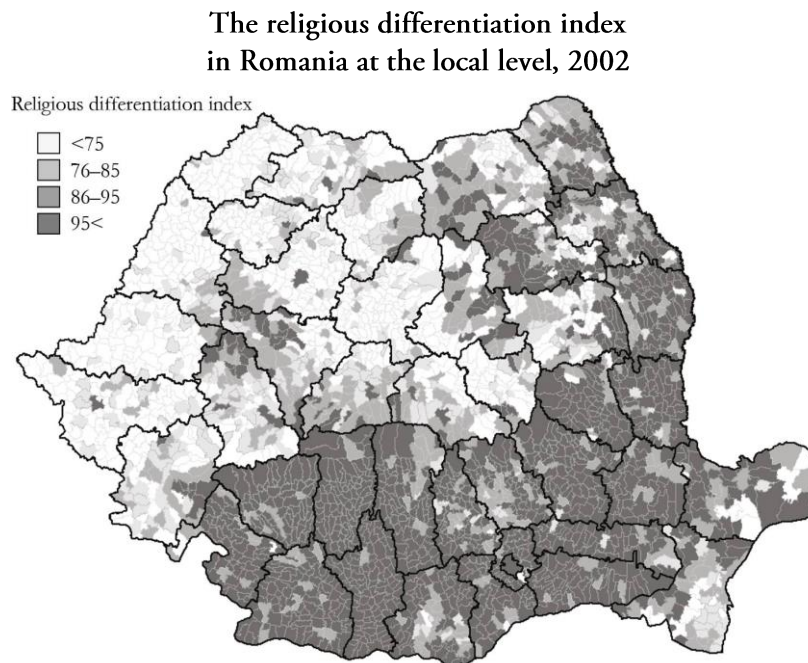 The religious differentiation index
in Romania at the local level, 2002
Religious differentiation index
<75
76–85
86–95
95<